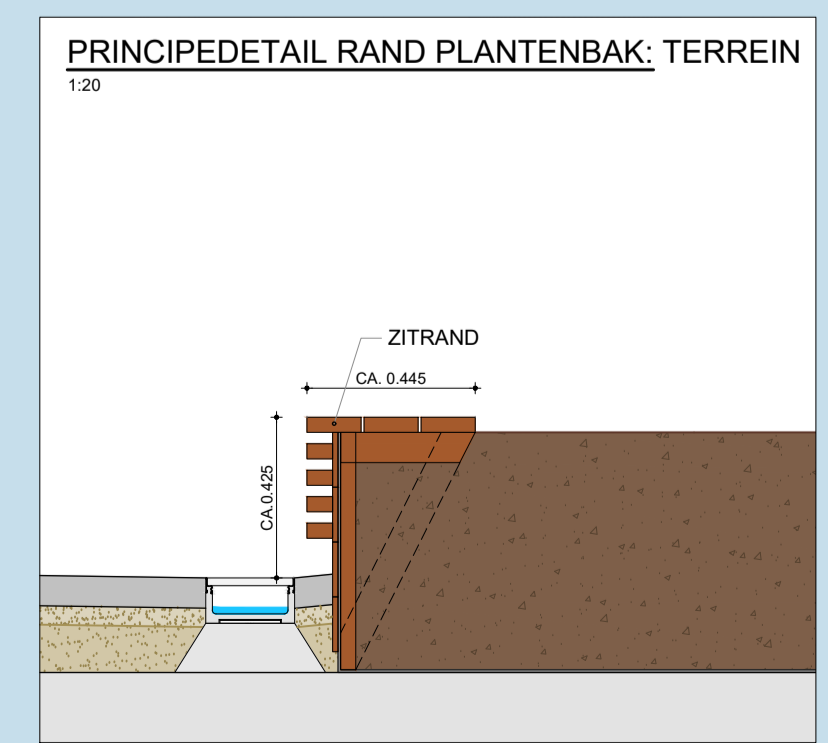 PRINCIPEDETAIL RAND PLANTENBAK: TERREIN
1:20
ZITRAND
CA. 0.445
CA.0.425